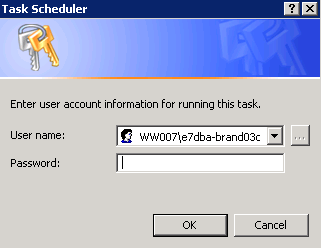 Task Scheduler
Enter user account information for running this task.
User name: WW007\e7dba-brand03c ...
Password:
OK Cancel